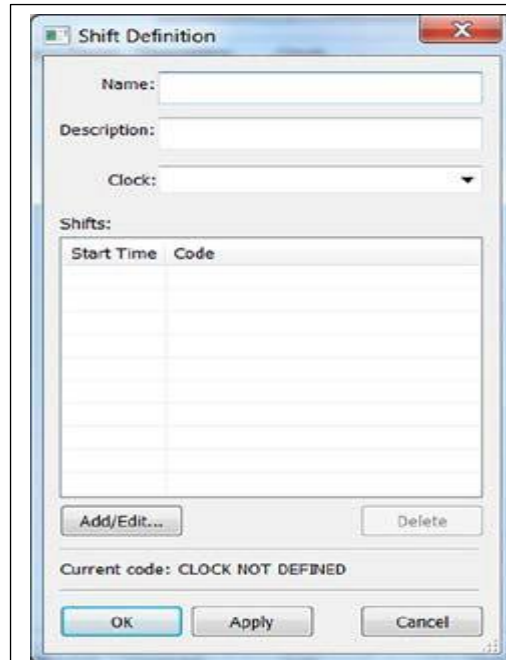 Shift Definition
Name:
Description:
Clock:
Shifts:
Start Time Code
Add/Edit... Delete
Current code: CLOCK NOT DEFINED
OK Apply Cancel